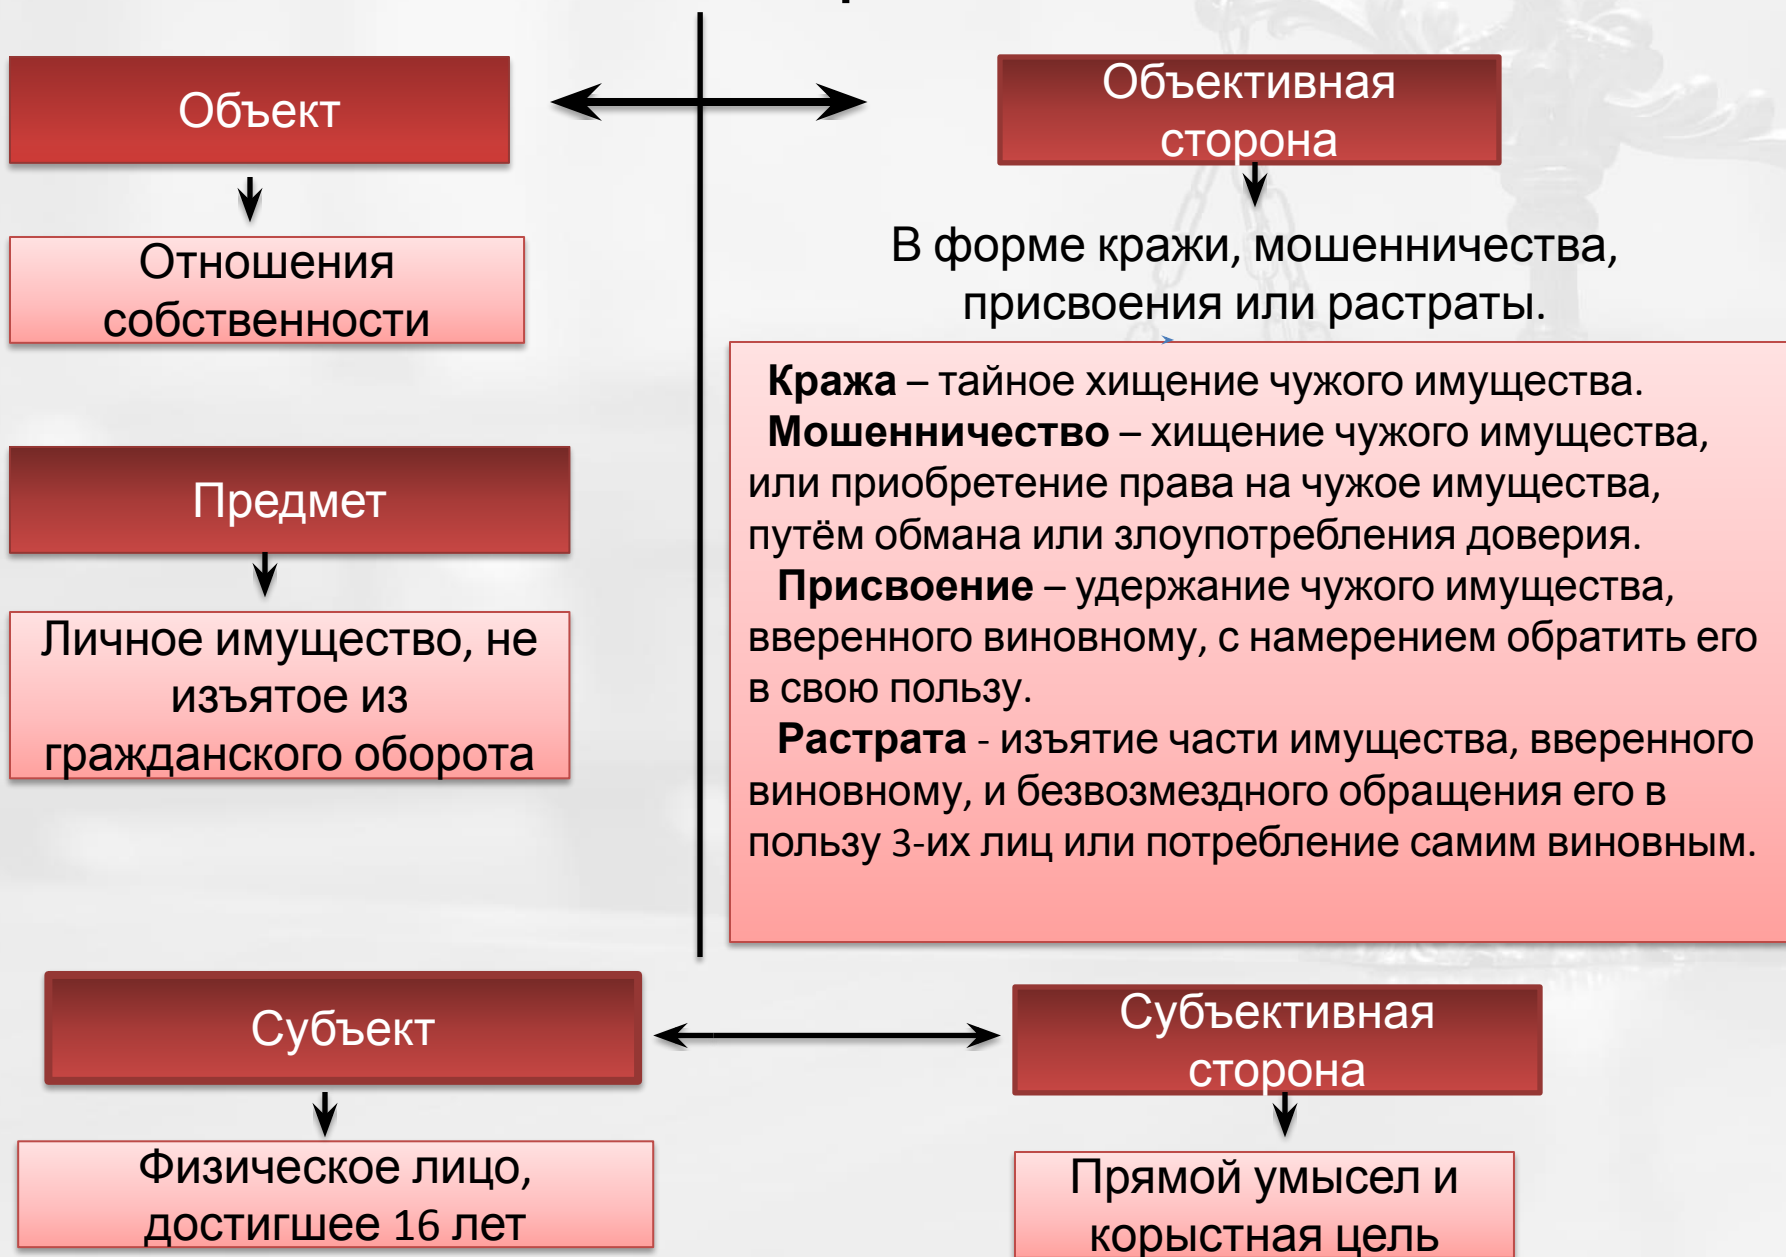 Объект
Отношения
собственности
Предмет
Личное имущество, не
изъятое из
гражданского оборота
Объективная
сторона
В форме кражи, мошенничества,
присвоения или растраты.
Кража – тайное хищение чужого имущества.
Мошенничество – хищение чужого имущества,
или приобретение права на чужое имущества,
путём обмана или злоупотребления доверия.
Присвоение – удержание чужого имущества,
вверенного виновному, с намерением обратить его
в свою пользу.
Растрата - изъятие части имущества, вверенного
виновному, и безвозмездного обращения его в
пользу 3-их лиц или потребление самим виновным.
Субъект
Физическое лицо,
достигшее 16 лет
Субъективная
сторона
Прямой умысел и
корыстная цель